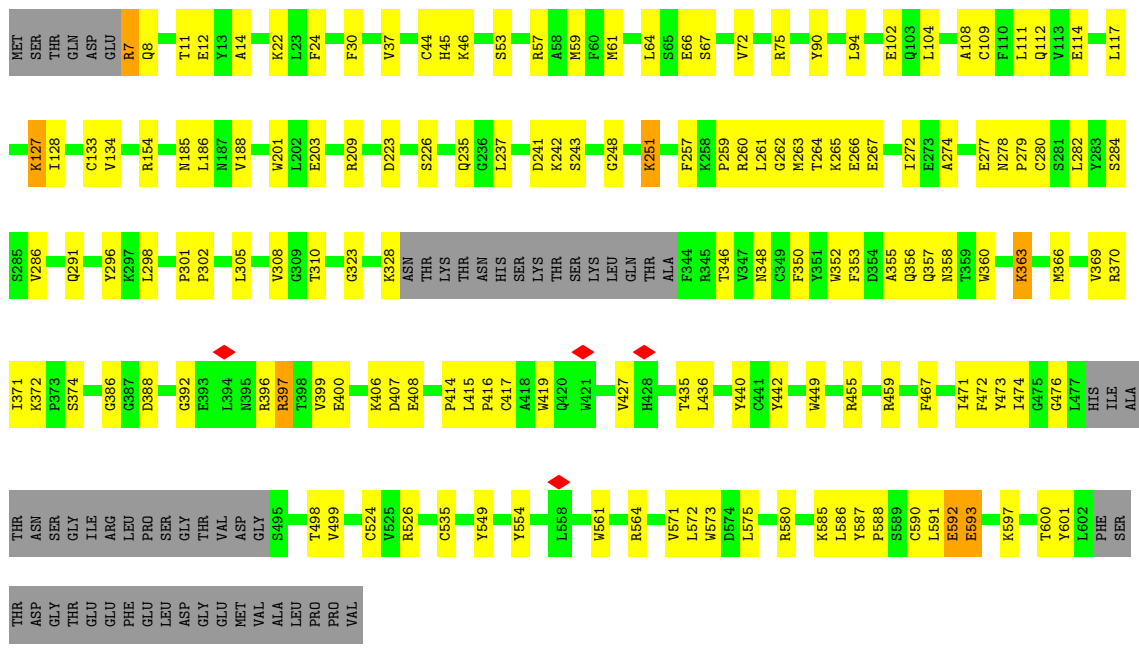 MET SER THR GLN ASP GLU R7 Q8 T11 E12 Y13 A14 K22 L23 F24 F30 V37 C44 H45 K46 S53 R57 A58 M59 F60 M61 L64 S65 E66 S67 V72 R75 Y90 L94 E102 Q103 L104 A108 C109 F110 L111 Q112 V113 E114 L117
K127 I128 C133 V134 R154 N185 L186 N187 V188 W201 L202 E203 R209 D223 S226 Q235 G236 L237 D241 K242 S243 G248 K251 F257 K258 P259 R260 L261 G262 M263 T264 K265 E266 E267 I272 E273 A274 E277 N278 P279 C280 S281 L282 Y283 S284
S285 V286 Q291 Y296 K297 L298 P301 P302 L305 V308 G309 T310 G323 K328 ASN THR LYS THR ASN HIS SER LYS THR SER LYS LEU GLN THR ALA F344 R345 T346 V347 N348 C349 F350 Y351 W352 F353 D354 A355 Q356 Q357 N358 T359 W360 K363 M366 V369 R370
I371 K372 P373 S374 G386 G387 D388 G392 E393 L394 N395 R396 R397 T398 V399 E400 K406 D407 E408 P414 L415 P416 C417 A418 W419 Q420 W421 V427 H428 T435 L436 Y440 C441 Y442 W449 R455 R459 F467 I471 F472 Y473 I474 G475 G476 L477 HIS ILE ALA
THR ASN SER GLY ILE ARG LEU PRO SER GLY THR VAL ASP GLY S495 T498 V499 C524 V525 R526 C535 Y549 Y554 L558 W561 R564 V571 L572 W573 D574 L575 R580 K585 L586 Y587 P588 S589 C590 L591 E592 E593 K597 T600 Y601 L602 PHE SER
THR ASP GLY THR GLU GLU PHE GLU LEU ASP GLY GLU MET VAL ALA LEU PRO PRO VAL